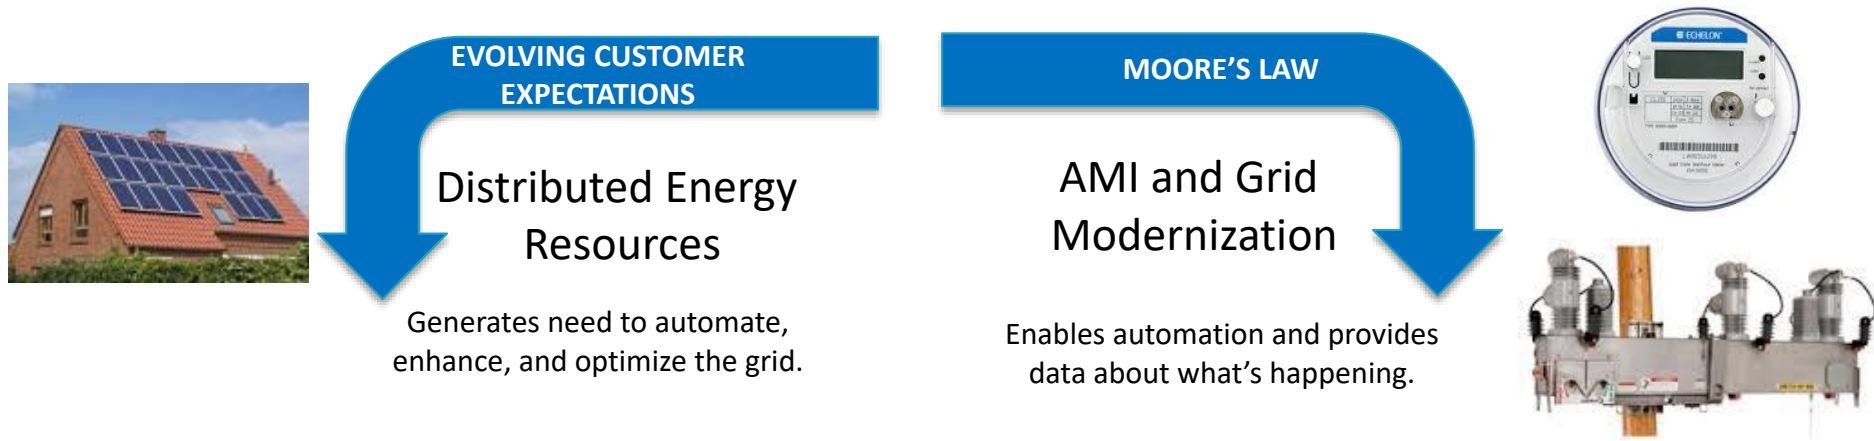 EVOLVING CUSTOMER
EXPECTATIONS
Distributed Energy
Resources
Generates need to automate,
enhance, and optimize the grid.
MOORE’S LAW
AMI and Grid
Modernization
Enables automation and provides
data about what’s happening.
ECHELON